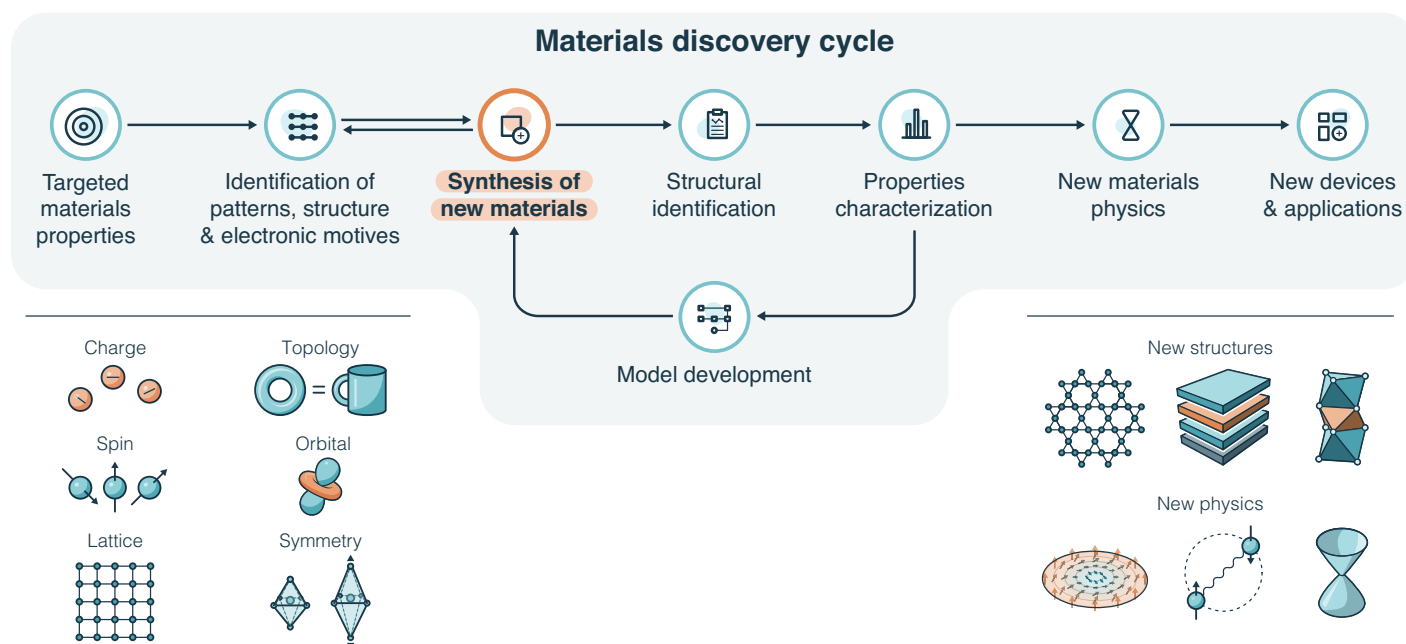 Materials discovery cycle
Targeted
materials
properties
Identification of
patterns, structure
& electronic motives
Synthesis of
new materials
Structural
identification
Properties
characterization
New materials
physics
New devices
& applications
Model development
Charge
Topology
=
Spin
Orbital
Lattice
Symmetry
New structures
New physics